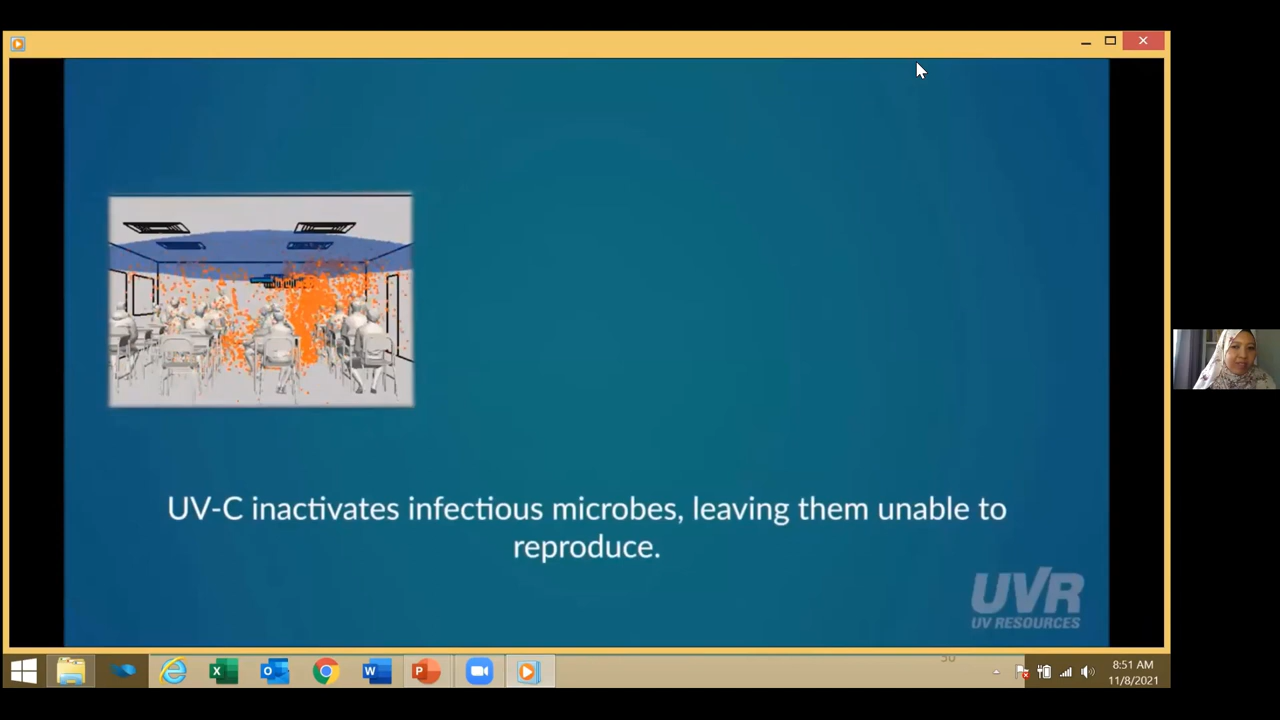 UV-C inactivates infectious microbes, leaving them unable to
reproduce.
UVR
UV RESOURCES
8:51 AM
11/8/2021